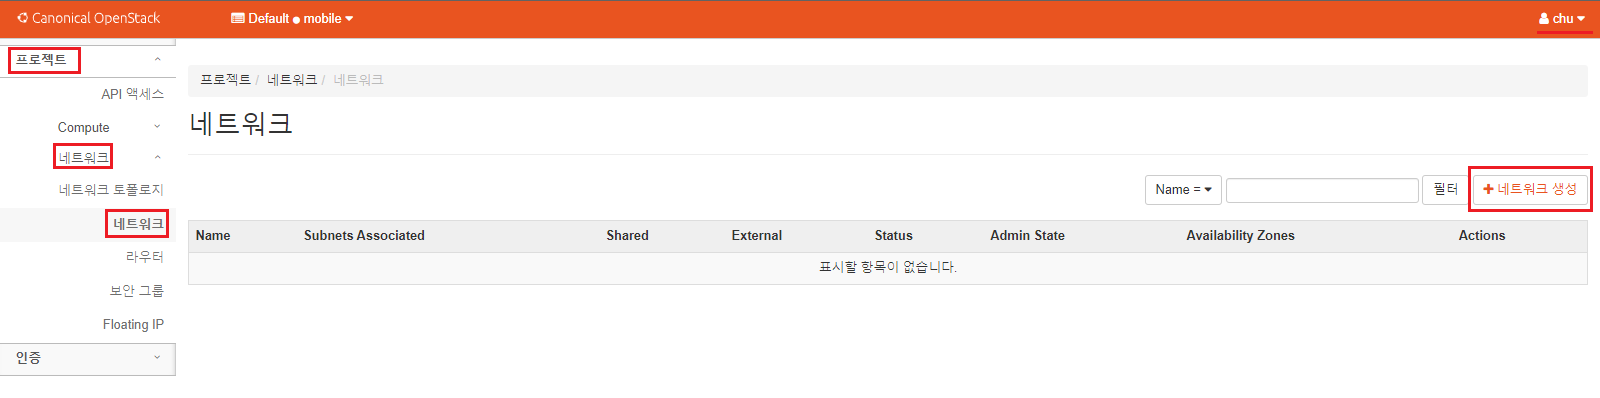 Canonical OpenStack Default ● mobile chu
프로젝트
API 액세스
Compute
네트워크
네트워크 토폴로지
네트워크
라우터
보안 그룹
Floating IP
인증
프로젝트 / 네트워크 / 네트워크
네트워크
Name = 필터 + 네트워크 생성
Name Subnets Associated Shared External Status Admin State Availability Zones Actions
표시할 항목이 없습니다.